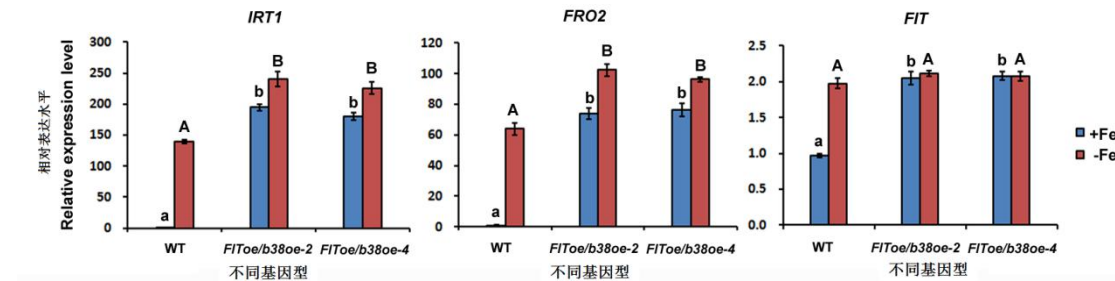 IRT1
相对表达水平
Relative expression level
300
250
200
150
100
50
0
a
A
b
B
b
B
WT
FIToe/b38oe-2
FIToe/b38oe-4
不同基因型
FRO2
120
100
80
60
40
20
0
a
A
b
B
b
B
WT
FIToe/b38oe-2
FIToe/b38oe-4
不同基因型
FIT
2.5
2.0
1.5
1.0
0.5
0.0
a
A
b
A
b
A
WT
FIToe/b38oe-2
FIToe/b38oe-4
不同基因型
+Fe
-Fe